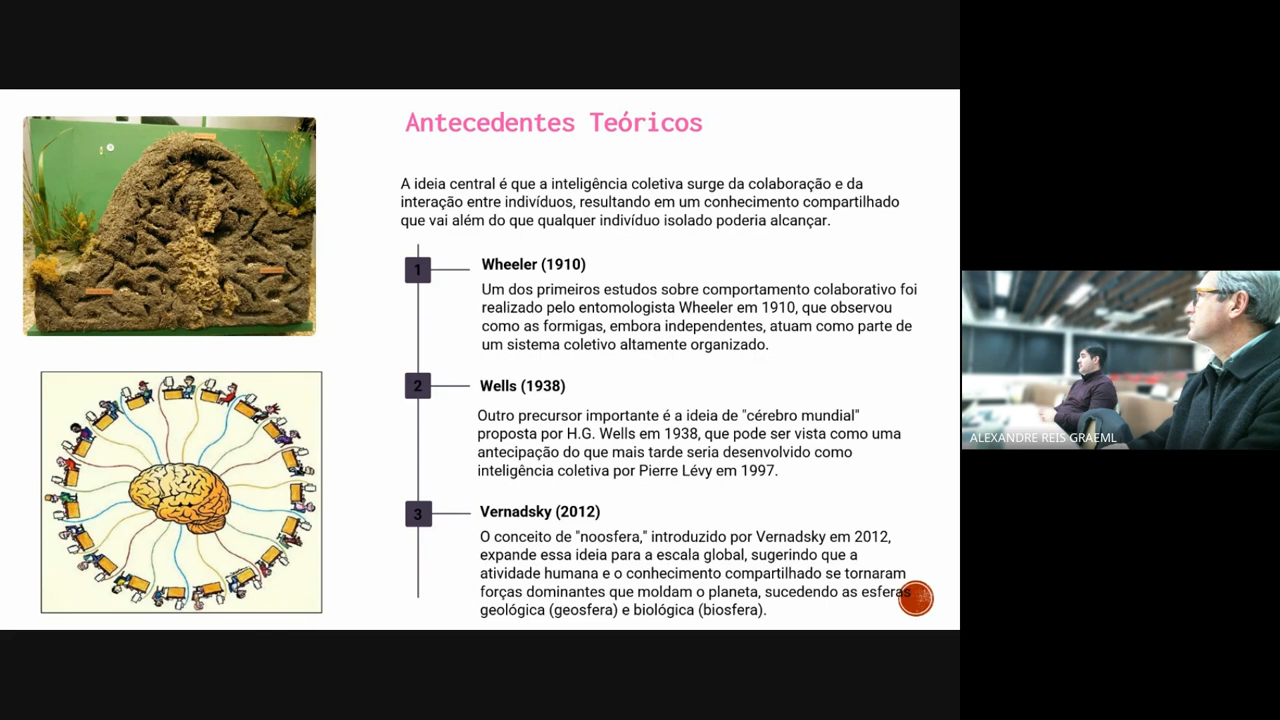 Antecedentes Teóricos
A ideia central é que a inteligência coletiva surge da colaboração e da
interação entre indivíduos, resultando em um conhecimento compartilhado
que vai além do que qualquer indivíduo isolado poderia alcançar.
1
Wheeler (1910)
Um dos primeiros estudos sobre comportamento colaborativo foi
realizado pelo entomologista Wheeler em 1910, que observou
como as formigas, embora independentes, atuam como parte de
um sistema coletivo altamente organizado.
2
Wells (1938)
Outro precursor importante é a ideia de "cérebro mundial"
proposta por H.G. Wells em 1938, que pode ser vista como uma
antecipação do que mais tarde seria desenvolvido como
inteligência coletiva por Pierre Lévy em 1997.
3
Vernadsky (2012)
O conceito de "noosfera," introduzido por Vernadsky em 2012,
expande essa ideia para a escala global, sugerindo que a
atividade humana e o conhecimento compartilhado se tornaram
forças dominantes que moldam o planeta, sucedendo as esferas
geológica (geosfera) e biológica (biosfera).
ALEXANDRE REIS GRAEML